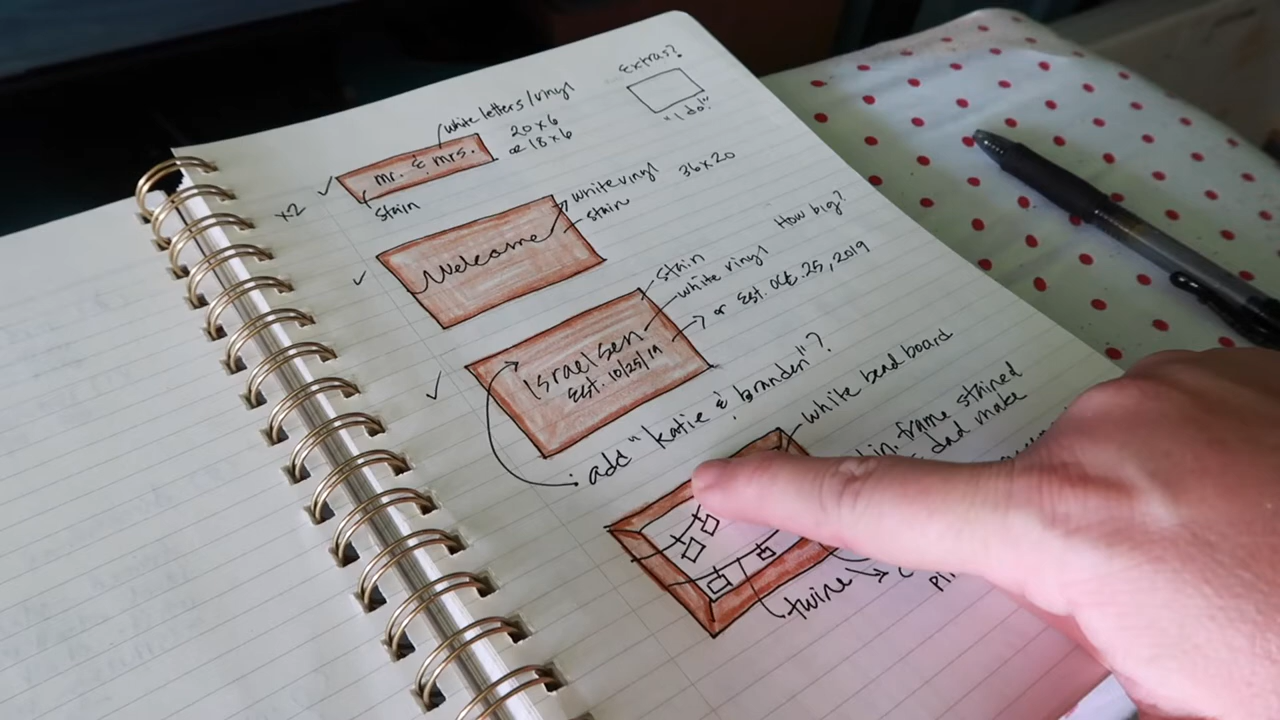 Extras?
"I do!"
white letters/vinyl
20x6
or 18x6
mr. & mrs.
x2
stain
white vinyl
36x20
stain
Welcome
How big?
stain
white vinyl
or Est. Oct. 25, 2019
Israelsen
Est. 10/25/19
add "katie & branden"?
white bead board
frame stained
dad make
twine